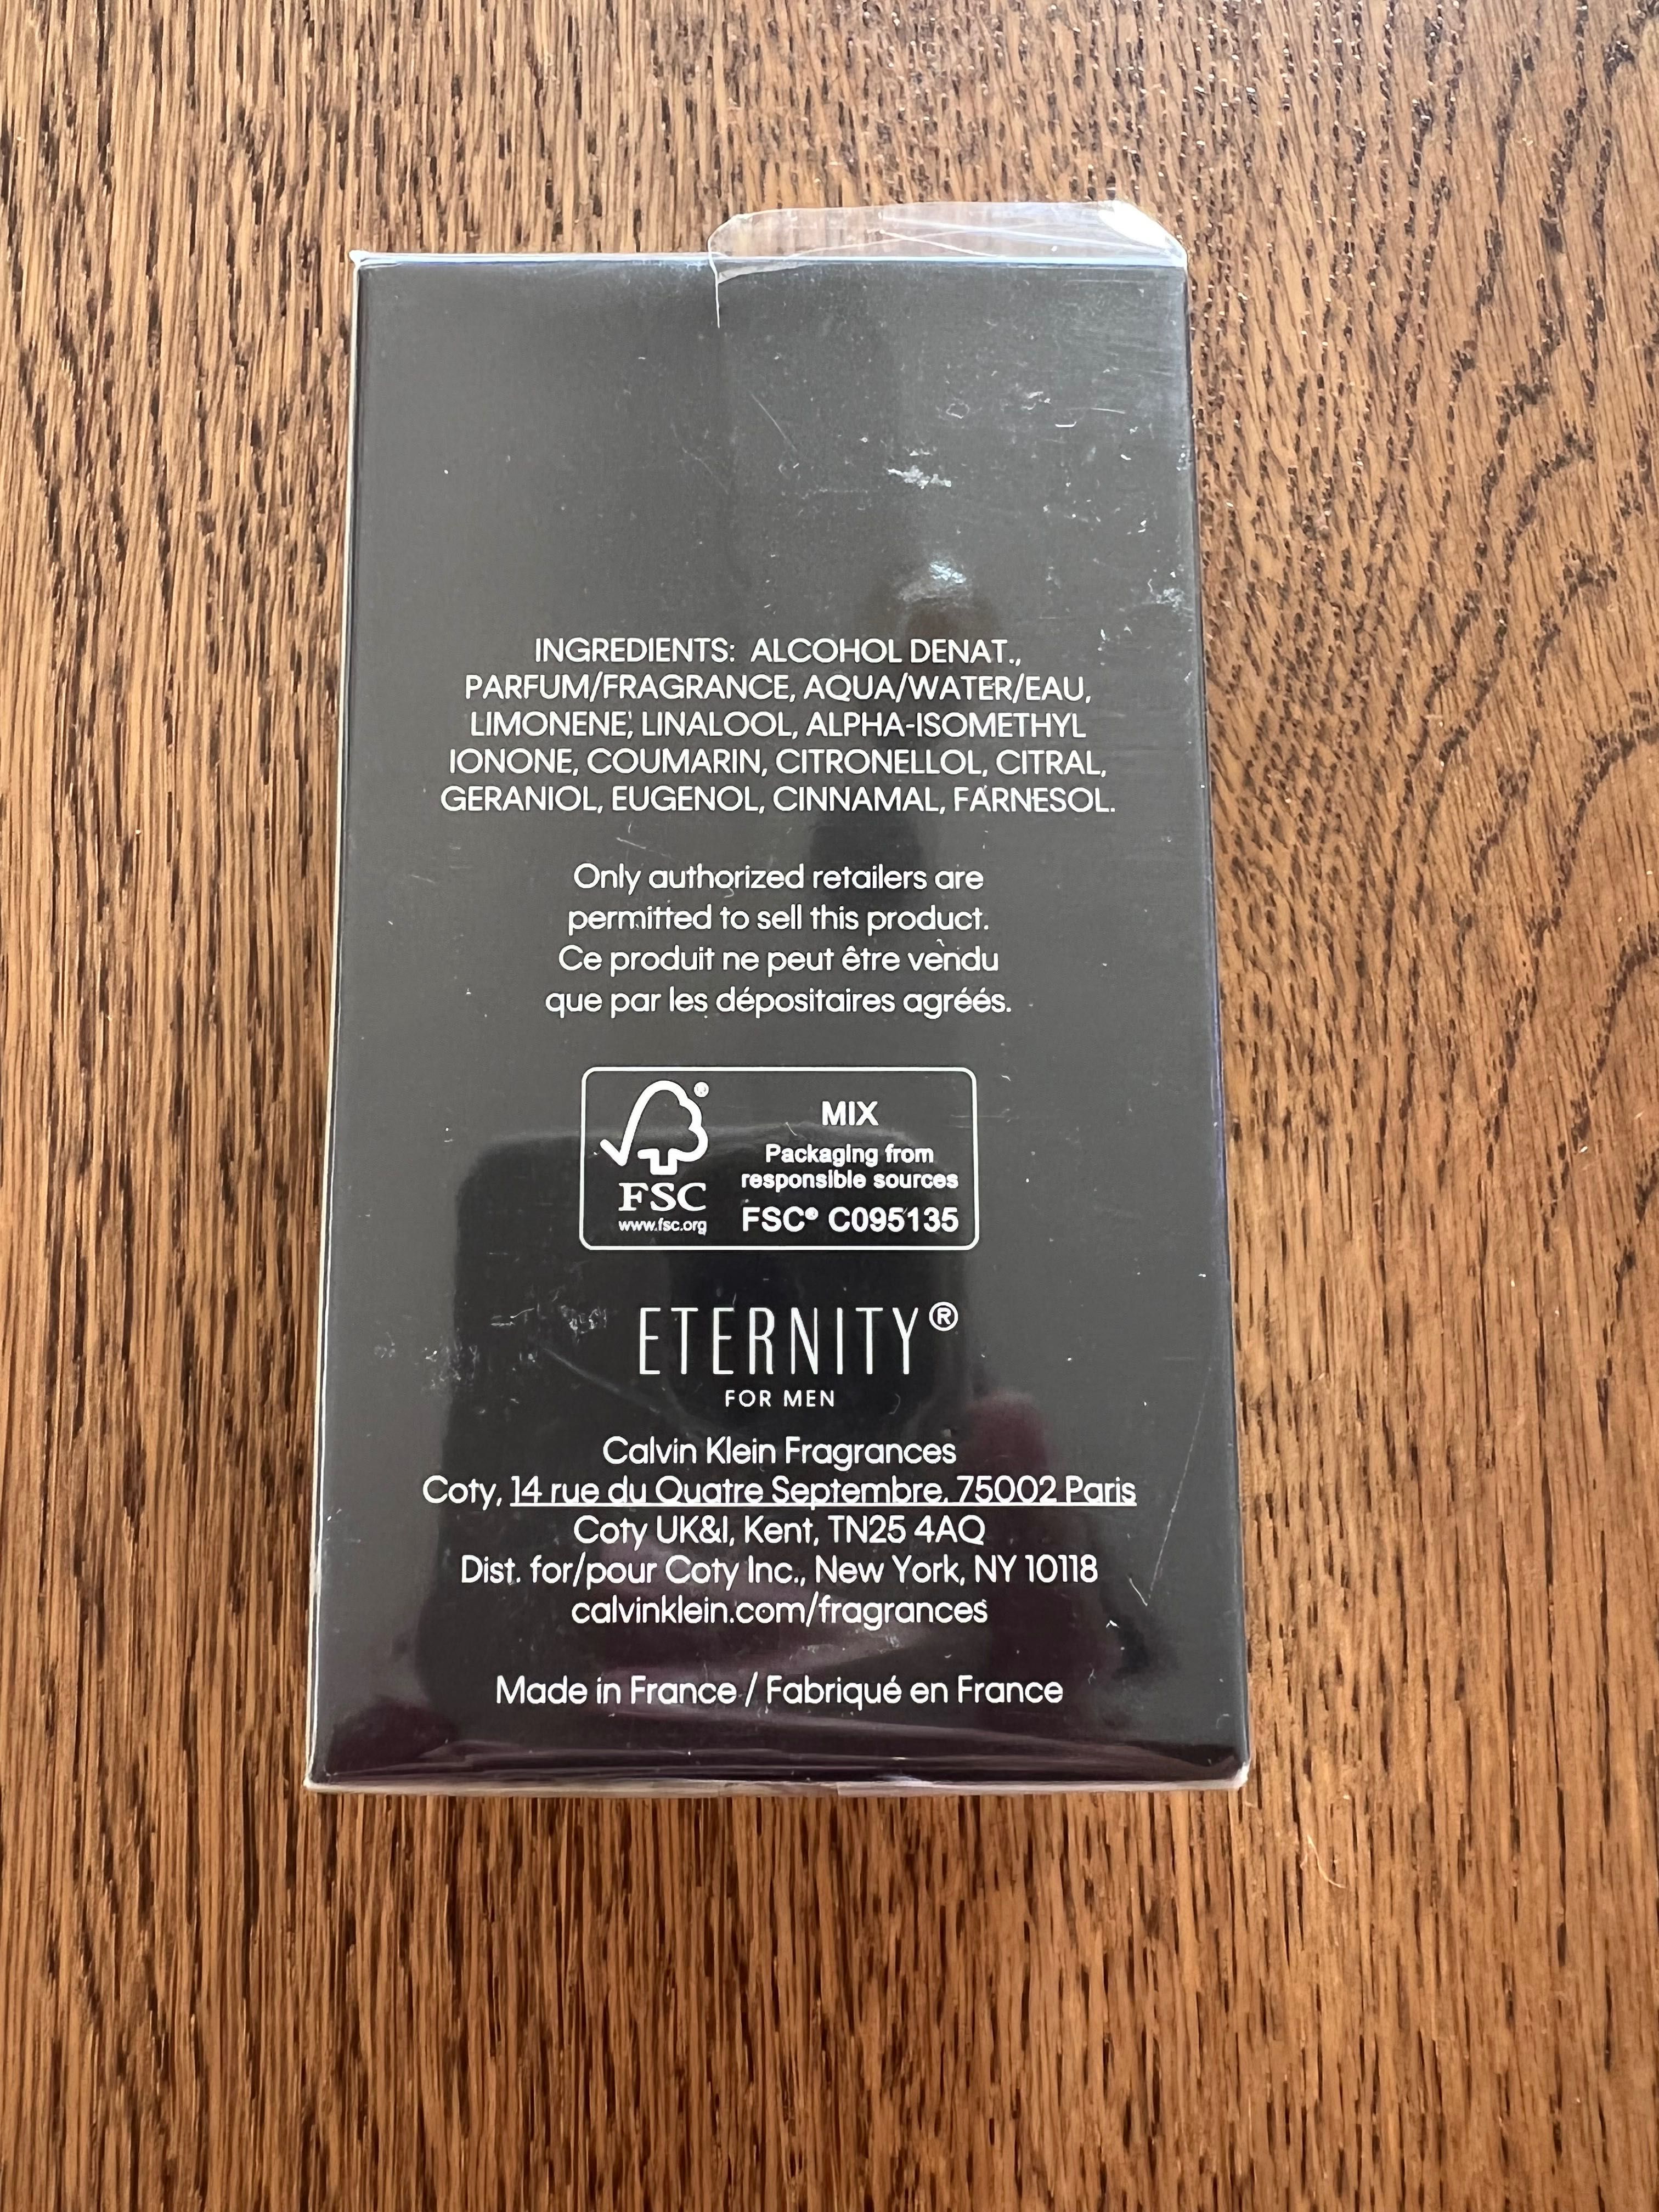 INGREDIENTS: ALCOHOL DENAT.,
PARFUM/FRAGRANCE, AQUA/WATER/EAU,
LIMONENE, LINALOOL, ALPHA-ISOMETHYL
IONONE, COUMARIN, CITRONELLOL, CITRAL,
GERANIOL, EUGENOL, CINNAMAL, FARNESOL.
Only authorized retailers are
permitted to sell this product.
Ce produit ne peut être vendu
que par les dépositaires agréés.
FSC
www.fsc.org
MIX
Packaging from
responsible sources
FSC® C095135
ETERNITY®
FOR MEN
Calvin Klein Fragrances
Coty, 14 rue du Quatre Septembre, 75002 Paris
Coty UK&I, Kent, TN25 4AQ
Dist. for/pour Coty Inc., New York, NY 10118
calvinklein.com/fragrances
Made in France / Fabriqué en France